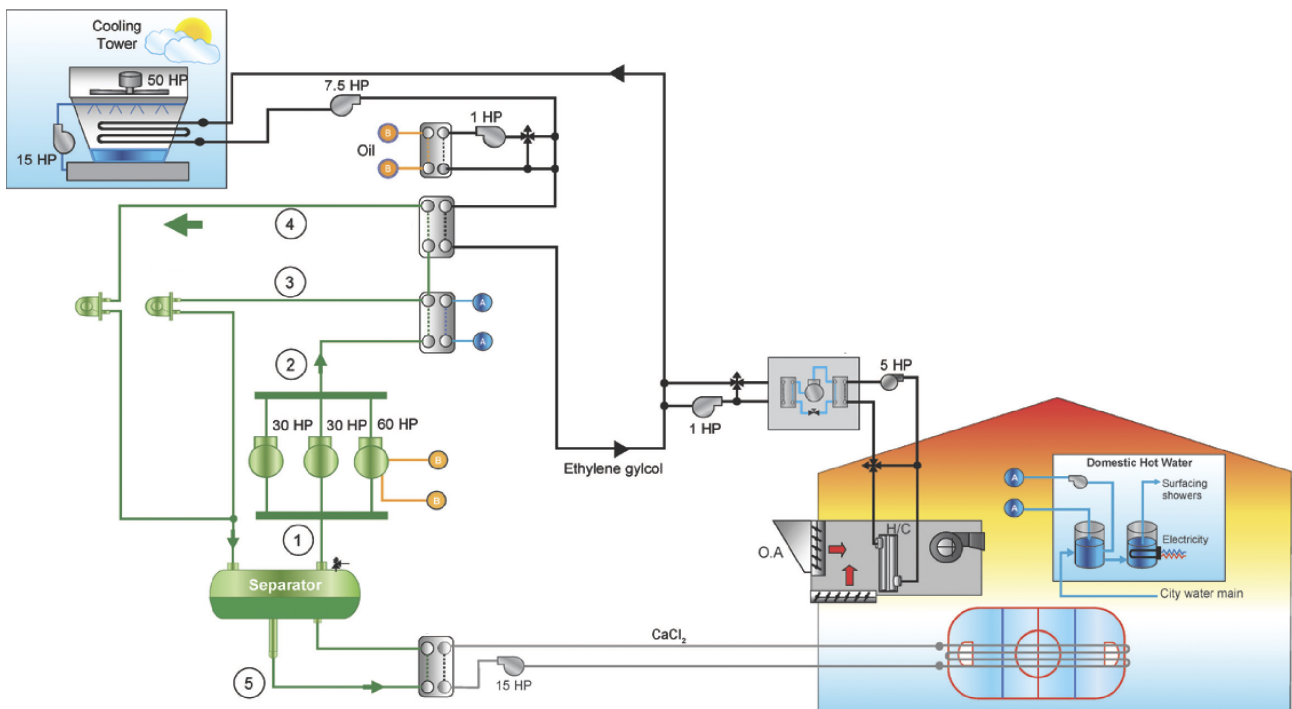 Cooling
Tower
50 HP
15 HP
7.5 HP
1 HP
B
Oil
B
4
3
A
A
2
30 HP
30 HP
60 HP
B
B
Ethylene gylcol
1
Separator
5
5 HP
1 HP
Domestic Hot Water
A
A
Surfacing
showers
Electricity
City water main
H/C
O.A
CaCl₂
15 HP